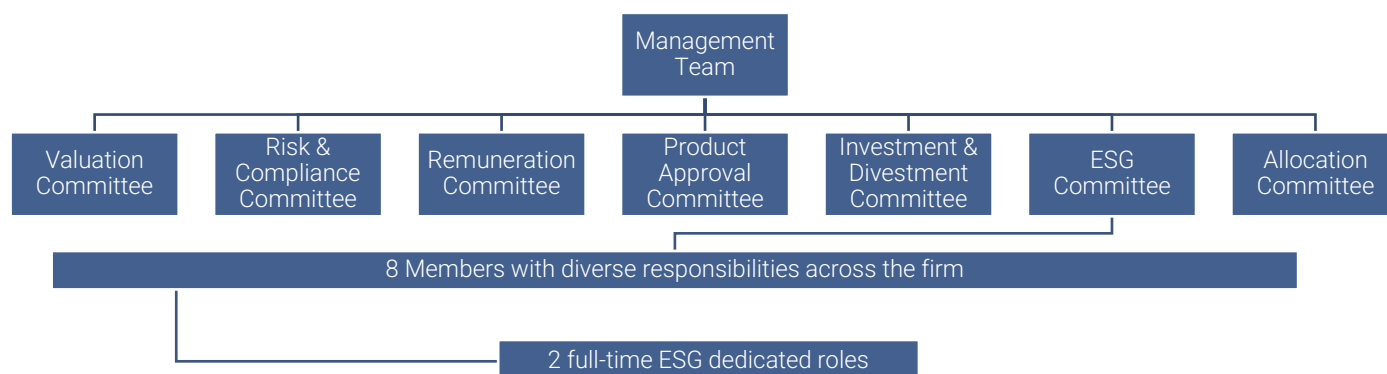 Management
Team
Valuation
Committee
Risk &
Compliance
Committee
Remuneration
Committee
Product
Approval
Committee
Investment &
Divestment
Committee
ESG
Committee
Allocation
Committee
8 Members with diverse responsibilities across the firm
2 full-time ESG dedicated roles